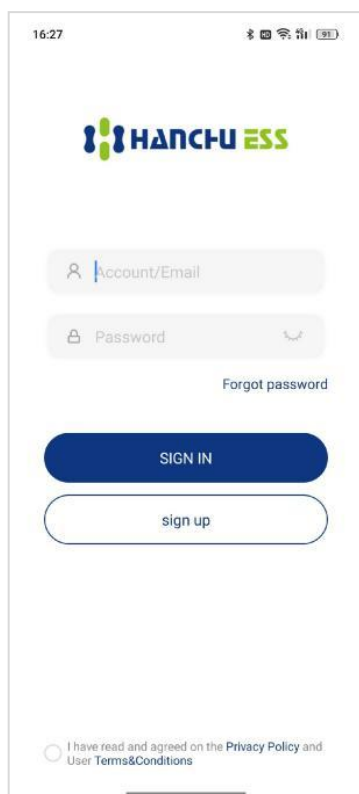 16:27
91
HANCHU ESS
Account/Email
Password
Forgot password
SIGN IN
sign up
I have read and agreed on the Privacy Policy and
User Terms&Conditions